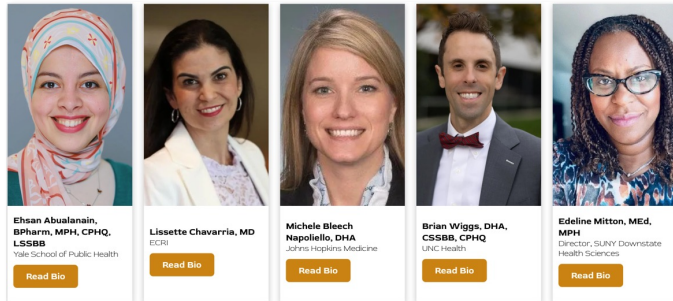 Ehsan Abualanain,
BPharm, MPH, CPHQ,
LSSBB
Yale School of Public Health
Read Bio
Lissette Chavarria, MD
ECRI
Read Bio
Michele Bleech
Napoliello, DHA
Johns Hopkins Medicine
Read Bio
Brian Wiggs, DHA,
CSSBB, CPHQ
UNC Health
Read Bio
Edeline Mitton, MEd,
MPH
Director, SUNY Downstate
Health Sciences
Read Bio